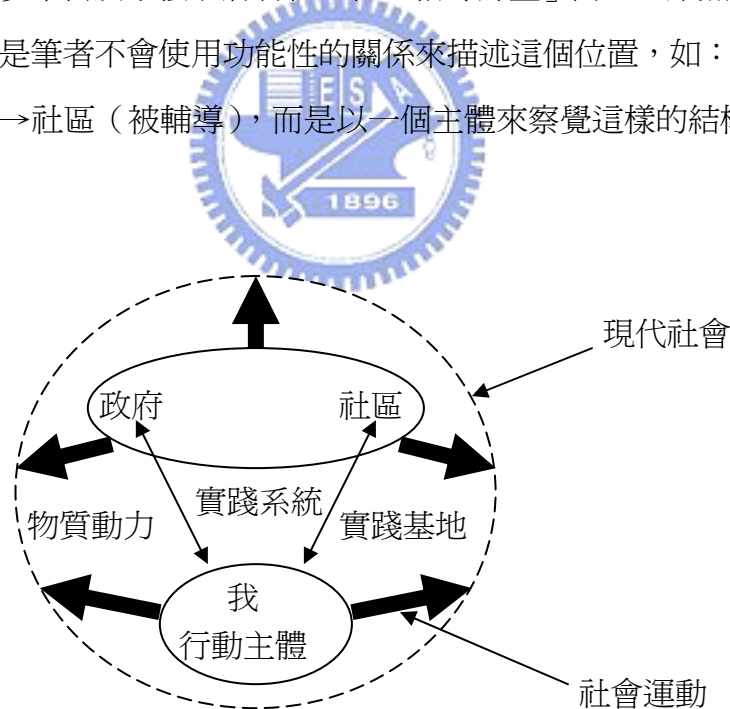 是筆者不會使用功能性的關係來描述這個位置，如：
→社區（被輔導），而是以一個主體來察覺這樣的結
ESA
1896
現代社會
政府 社區
實踐系統
物質動力 實踐基地
我
行動主體
社會運動